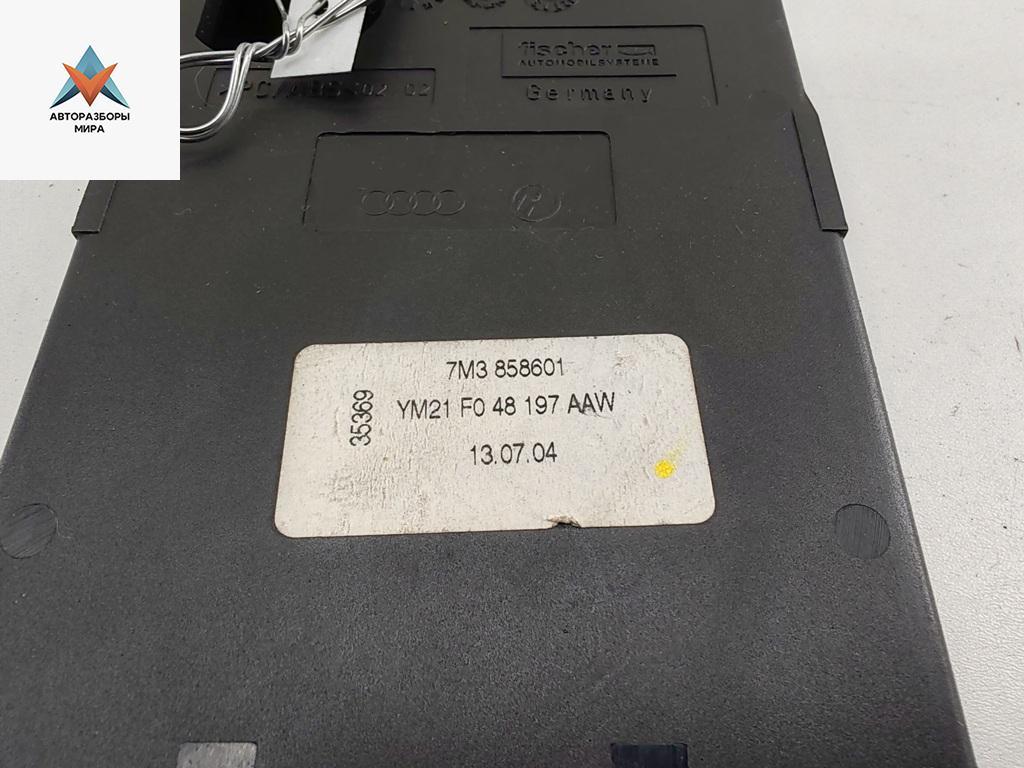 АВТОРАЗБОРЫ
МИРА
fischer
AUTOMOBILSYSTEME
Germany
7M3 858601
35369
YM21 F0 48 197 AAW
13.07.04